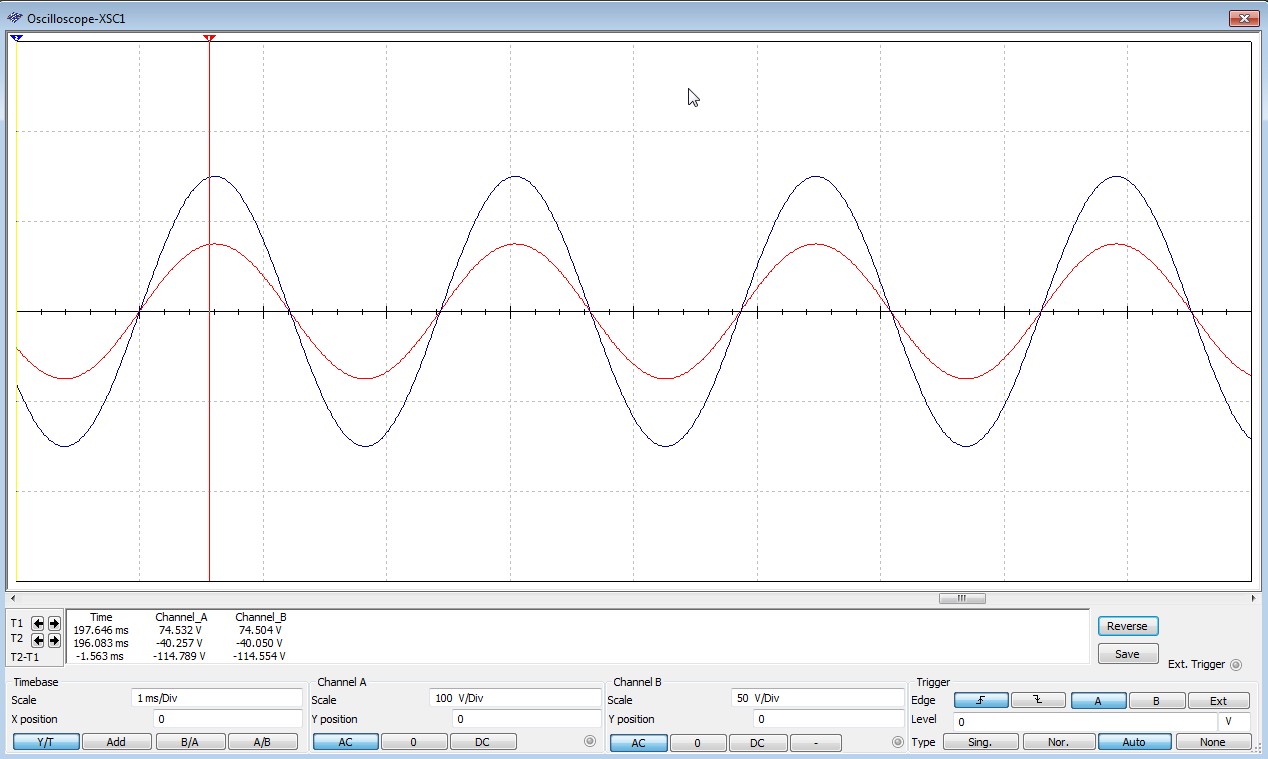 Oscilloscope-XSC1
T1
T2
T2-T1
Time Channel_A Channel_B
197.646 ms 74.532 V 74.504 V
196.083 ms -40.257 V -40.050 V
-1.563 ms -114.789 V -114.554 V
Reverse
Save
Ext. Trigger
Timebase
Scale 1 ms/Div
X position 0
Y/T Add B/A A/B
Channel A
Scale 100 V/Div
Y position 0
AC 0 DC
Channel B
Scale 50 V/Div
Y position 0
AC 0 DC -
Trigger
Edge A B Ext
Level 0 V
Type Sing. Nor. Auto None